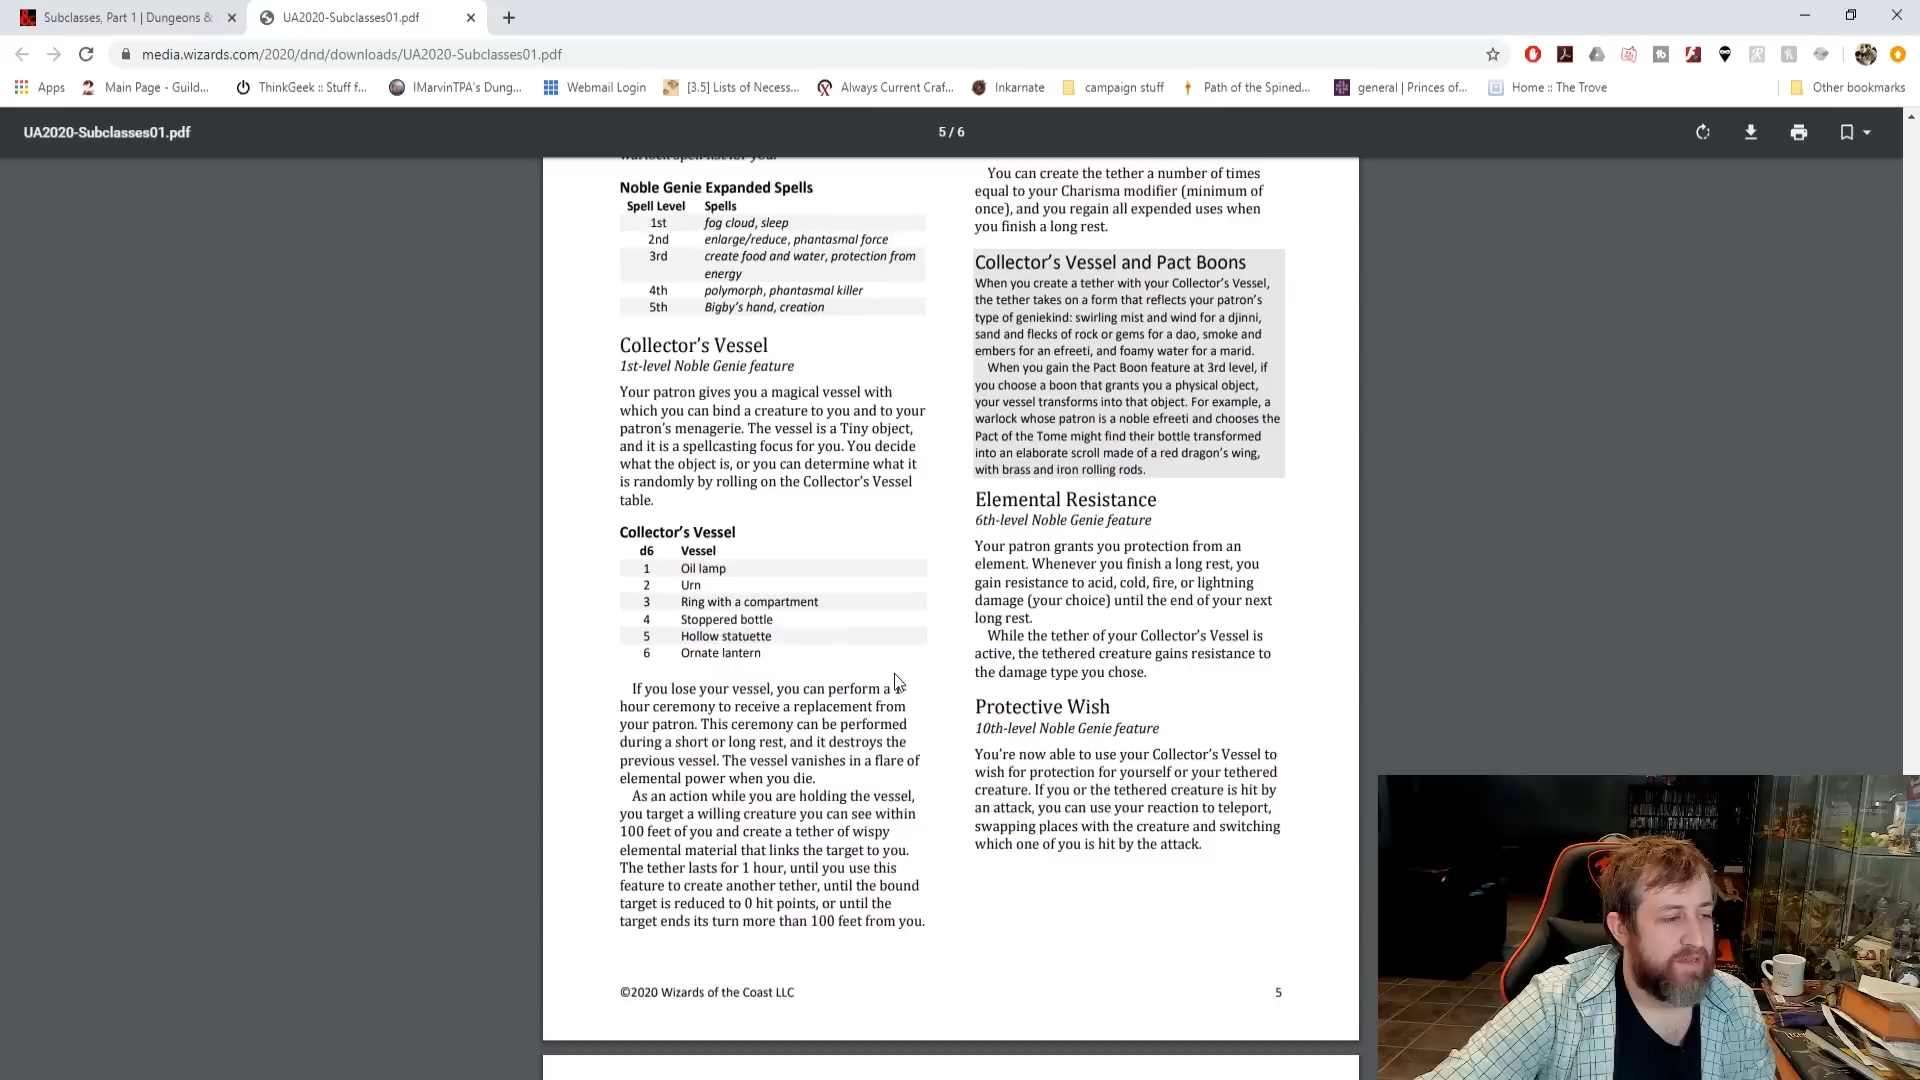 Subclasses, Part 1 | Dungeons &
UA2020-Subclasses01.pdf
media.wizards.com/2020/dnd/downloads/UA2020-Subclasses01.pdf
Apps
Main Page - Guild...
ThinkGeek :: Stuff f...
IMarvinTPA's Dung...
Webmail Login
[3.5] Lists of Necess...
Always Current Craf...
Inkarnate
campaign stuff
Path of the Spined...
general | Princes of...
Home :: The Trove
Other bookmarks
UA2020-Subclasses01.pdf
5 / 6
warlock spell list for you.
Noble Genie Expanded Spells
Spell Level Spells
1st fog cloud, sleep
2nd enlarge/reduce, phantasmal force
3rd create food and water, protection from
energy
4th polymorph, phantasmal killer
5th Bigby's hand, creation
Collector's Vessel
1st-level Noble Genie feature
Your patron gives you a magical vessel with
which you can bind a creature to you and to your
patron's menagerie. The vessel is a Tiny object,
and it is a spellcasting focus for you. You decide
what the object is, or you can determine what it
is randomly by rolling on the Collector's Vessel
table.
Collector's Vessel
d6 Vessel
1 Oil lamp
2 Urn
3 Ring with a compartment
4 Stoppered bottle
5 Hollow statuette
6 Ornate lantern
If you lose your vessel, you can perform a
hour ceremony to receive a replacement from
your patron. This ceremony can be performed
during a short or long rest, and it destroys the
previous vessel. The vessel vanishes in a flare of
elemental power when you die.
As an action while you are holding the vessel,
you target a willing creature you can see within
100 feet of you and create a tether of wispy
elemental material that links the target to you.
The tether lasts for 1 hour, until you use this
feature to create another tether, until the bound
target is reduced to 0 hit points, or until the
target ends its turn more than 100 feet from you.
You can create the tether a number of times
equal to your Charisma modifier (minimum of
once), and you regain all expended uses when
you finish a long rest.
Collector's Vessel and Pact Boons
When you create a tether with your Collector's Vessel,
the tether takes on a form that reflects your patron's
type of geniekind: swirling mist and wind for a djinni,
sand and flecks of rock or gems for a dao, smoke and
embers for an efreeti, and foamy water for a marid.
When you gain the Pact Boon feature at 3rd level, if
you choose a boon that grants you a physical object,
your vessel transforms into that object. For example, a
warlock whose patron is a noble efreeti and chooses the
Pact of the Tome might find their bottle transformed
into an elaborate scroll made of a red dragon's wing,
with brass and iron rolling rods.
Elemental Resistance
6th-level Noble Genie feature
Your patron grants you protection from an
element. Whenever you finish a long rest, you
gain resistance to acid, cold, fire, or lightning
damage (your choice) until the end of your next
long rest.
While the tether of your Collector's Vessel is
active, the tethered creature gains resistance to
the damage type you chose.
Protective Wish
10th-level Noble Genie feature
You're now able to use your Collector's Vessel to
wish for protection for yourself or your tethered
creature. If you or the tethered creature is hit by
an attack, you can use your reaction to teleport,
swapping places with the creature and switching
which one of you is hit by the attack.
©2020 Wizards of the Coast LLC
5